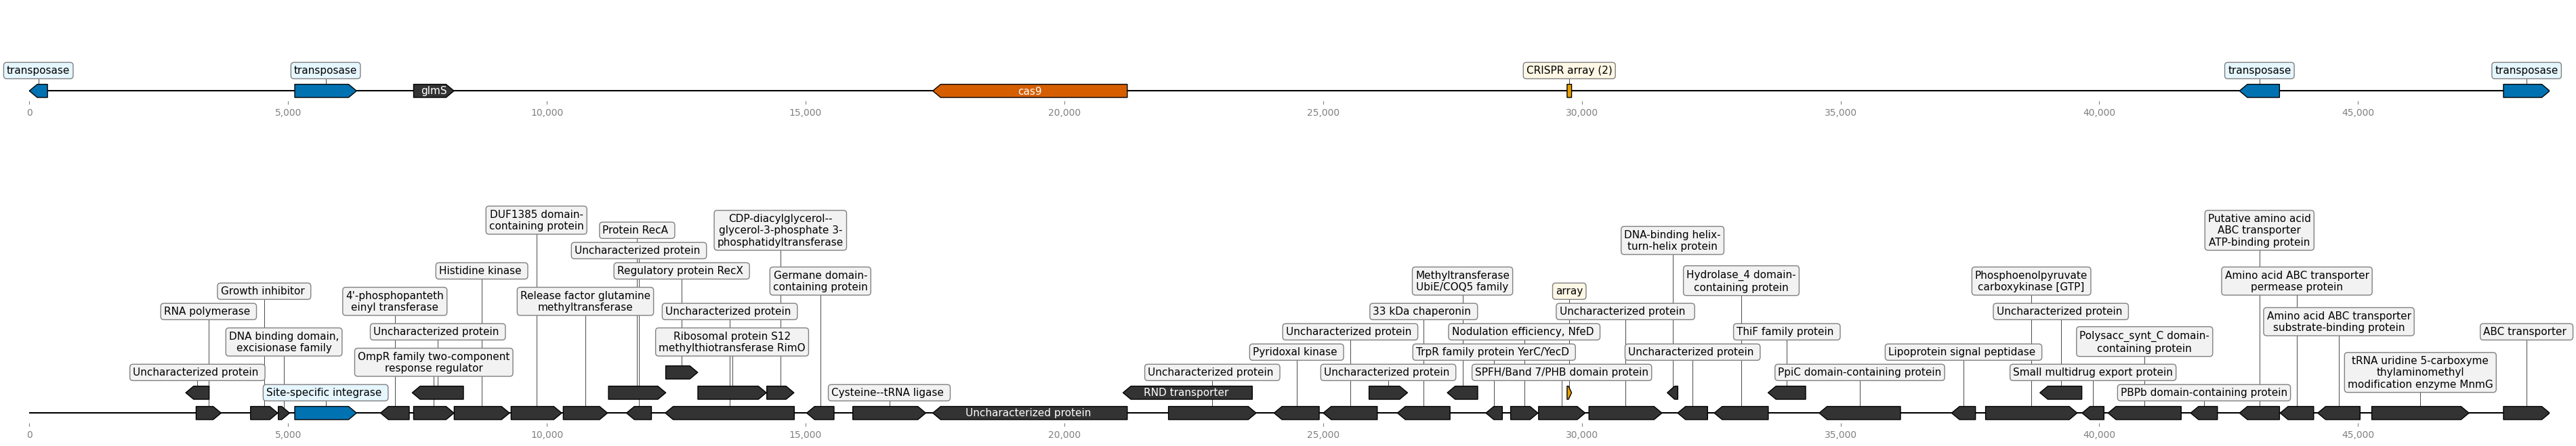 transposase
transposase
CRISPR array (2)
transposase
transposase
glmS
cas9
0
5,000
10,000
15,000
20,000
25,000
30,000
35,000
40,000
45,000
DUF1385 domain-
containing protein
Protein RecA
Uncharacterized protein
CDP-diacylglycerol--
glycerol-3-phosphate 3-
phosphatidyltransferase
Histidine kinase
Regulatory protein RecX
Germane domain-
containing protein
Growth inhibitor
4'-phosphopanteth
einyl transferase
Release factor glutamine
methyltransferase
RNA polymerase
Uncharacterized protein
DNA binding domain,
excisionase family
Uncharacterized protein
Ribosomal protein S12
methylthiotransferase RimO
OmpR family two-component
response regulator
Uncharacterized protein
Site-specific integrase
Cysteine--tRNA ligase
Uncharacterized protein
DNA-binding helix-
turn-helix protein
Methyltransferase
UbiE/COQ5 family
array
Hydrolase_4 domain-
containing protein
33 kDa chaperonin
Uncharacterized protein
Uncharacterized protein
Nodulation efficiency, NfeD
ThiF family protein
Pyridoxal kinase
TrpR family protein YerC/YecD
Uncharacterized protein
Uncharacterized protein
Uncharacterized protein
SPFH/Band 7/PHB domain protein
PpiC domain-containing protein
RND transporter
Putative amino acid
ABC transporter
ATP-binding protein
Phosphoenolpyruvate
carboxykinase [GTP]
Amino acid ABC transporter
permease protein
Uncharacterized protein
Amino acid ABC transporter
substrate-binding protein
Polysacc_synt_C domain-
containing protein
ABC transporter
Lipoprotein signal peptidase
tRNA uridine 5-carboxyme
thylaminomethyl
modification enzyme MnmG
Small multidrug export protein
PBPb domain-containing protein
0
5,000
10,000
15,000
20,000
25,000
30,000
35,000
40,000
45,000